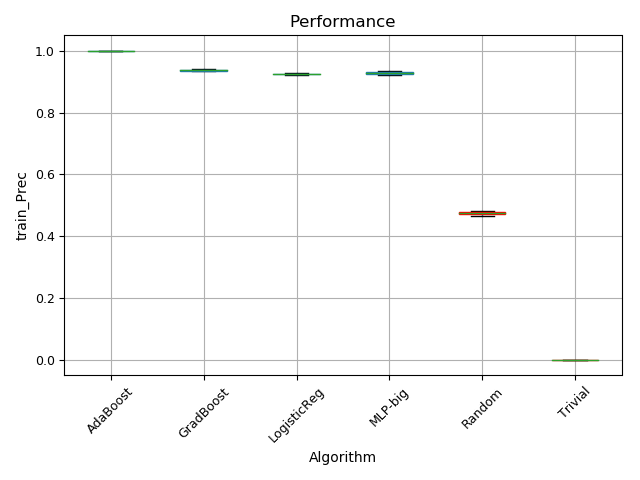 Performance
train_Prec
1.0
0.8
0.6
0.4
0.2
0.0
AdaBoost
GradBoost
LogisticReg
MLP-big
Random
Trivial
Algorithm